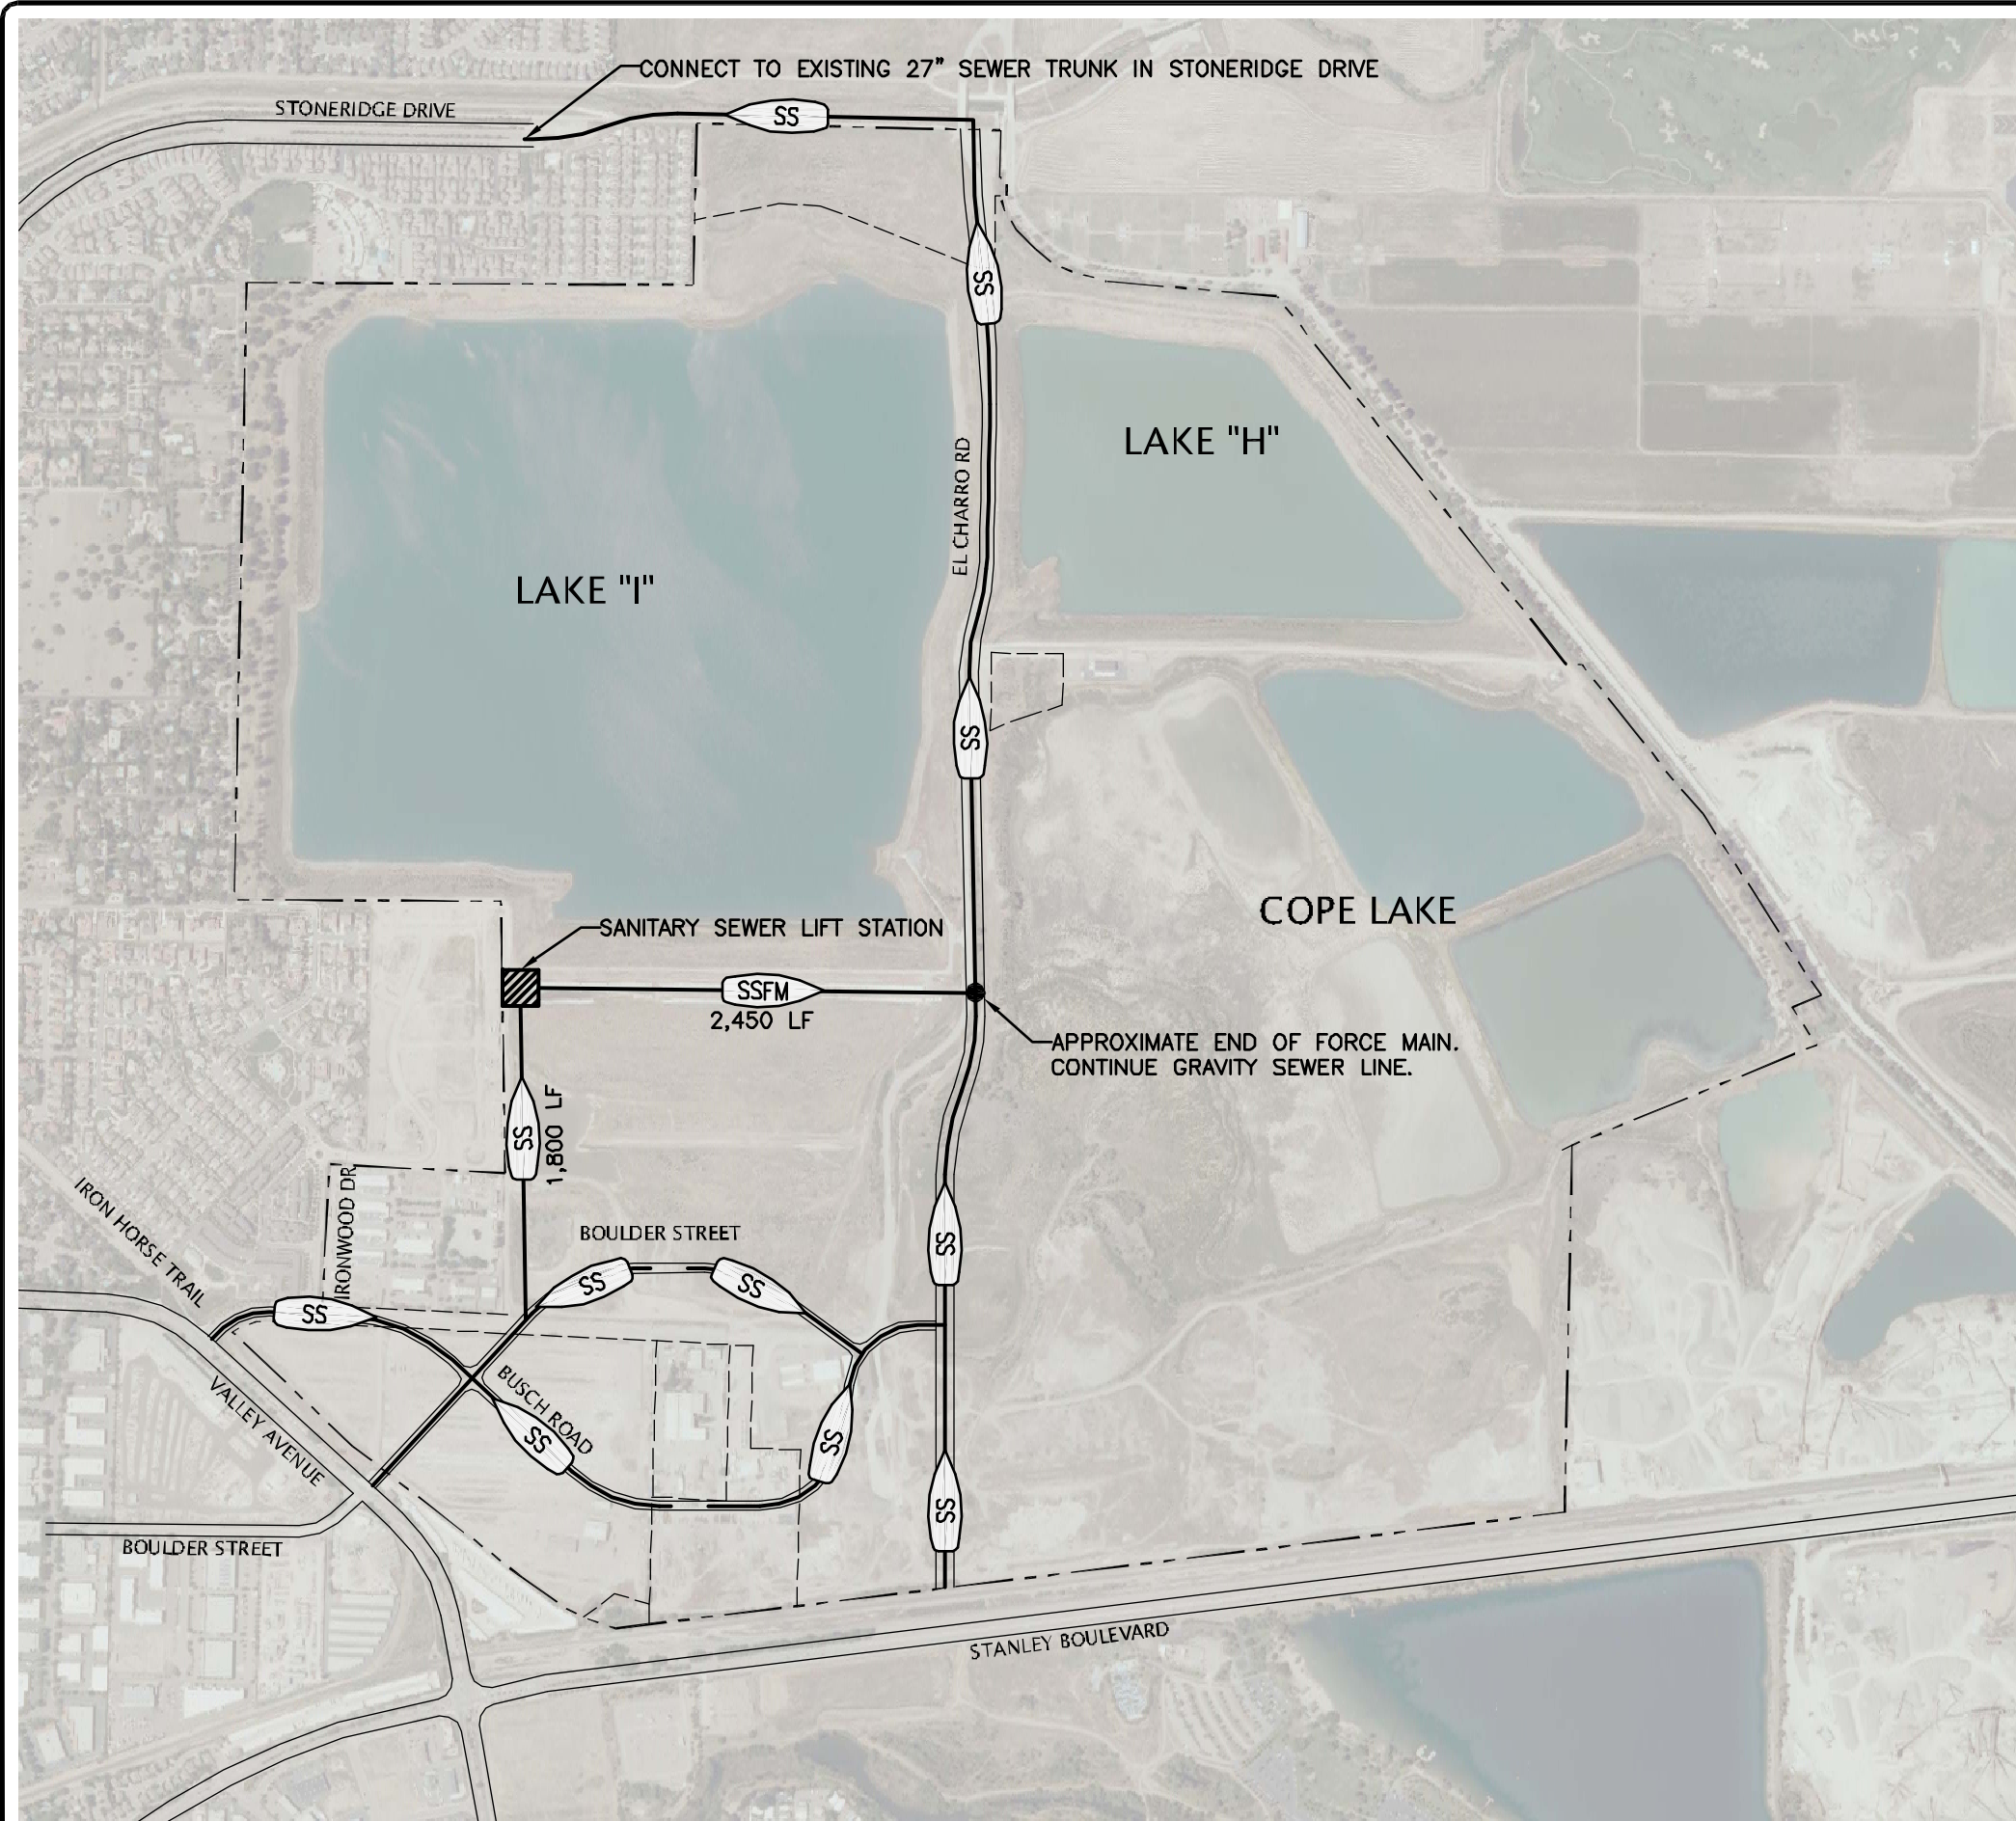 CONNECT TO EXISTING 27" SEWER TRUNK IN STONERIDGE DRIVE
STONERIDGE DRIVE
SS
SS
LAKE "H"
EL CHARRO RD
LAKE "I"
SS
COPE LAKE
SANITARY SEWER LIFT STATION
SSFM
2,450 LF
APPROXIMATE END OF FORCE MAIN.
CONTINUE GRAVITY SEWER LINE.
SS
1,800 LF
IRON HORSE TRAIL
IRONWOOD DR
BOULDER STREET
SS
SS
SS
SS
BUSCH ROAD
VALLEY AVENUE
SS
SS
SS
BOULDER STREET
STANLEY BOULEVARD